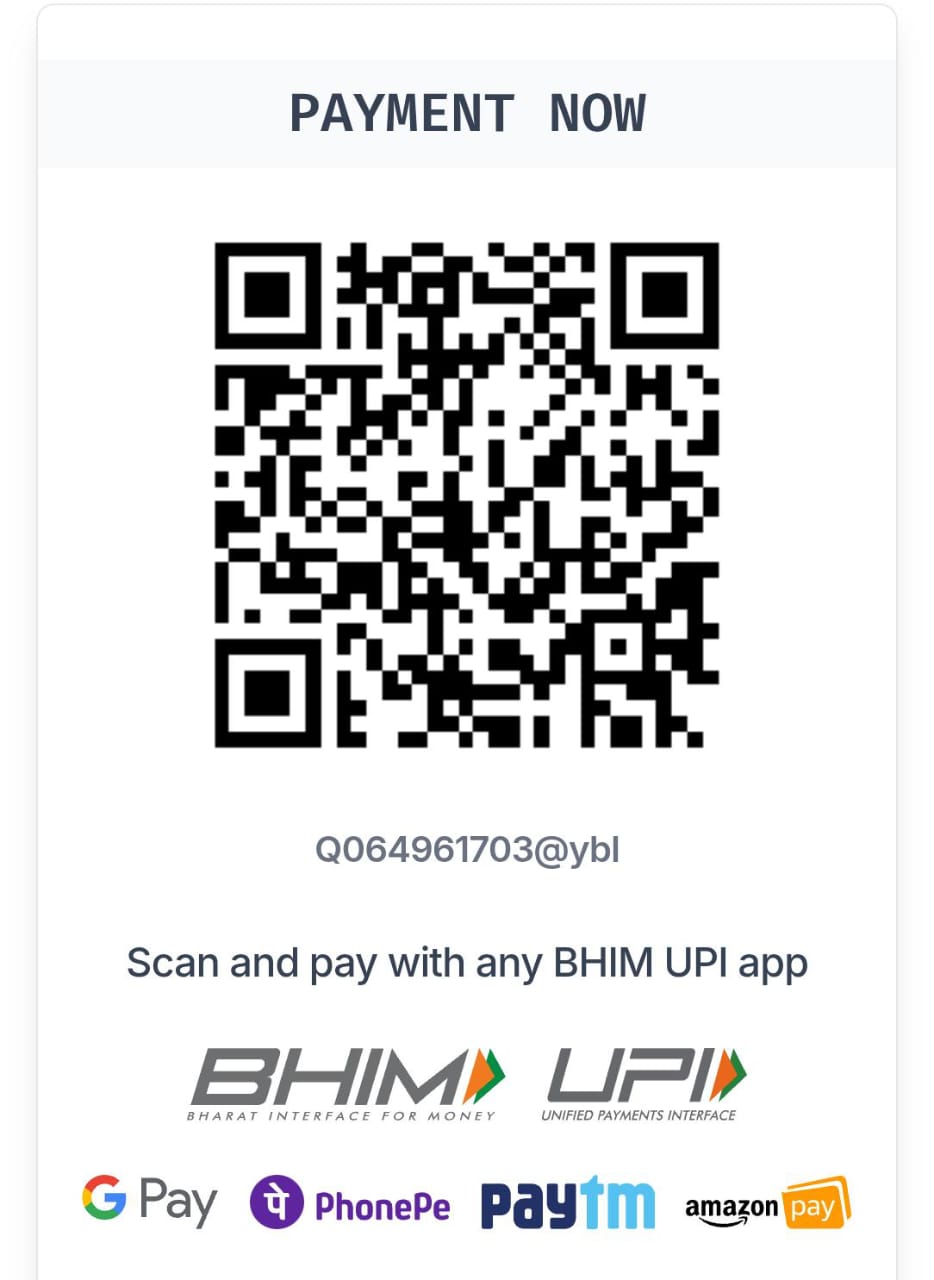 PAYMENT NOW
Q064961703@ybl
Scan and pay with any BHIM UPI app
BHIM UPI
BHARAT INTERFACE FOR MONEY UNIFIED PAYMENTS INTERFACE
G Pay पे PhonePe paytm amazon pay